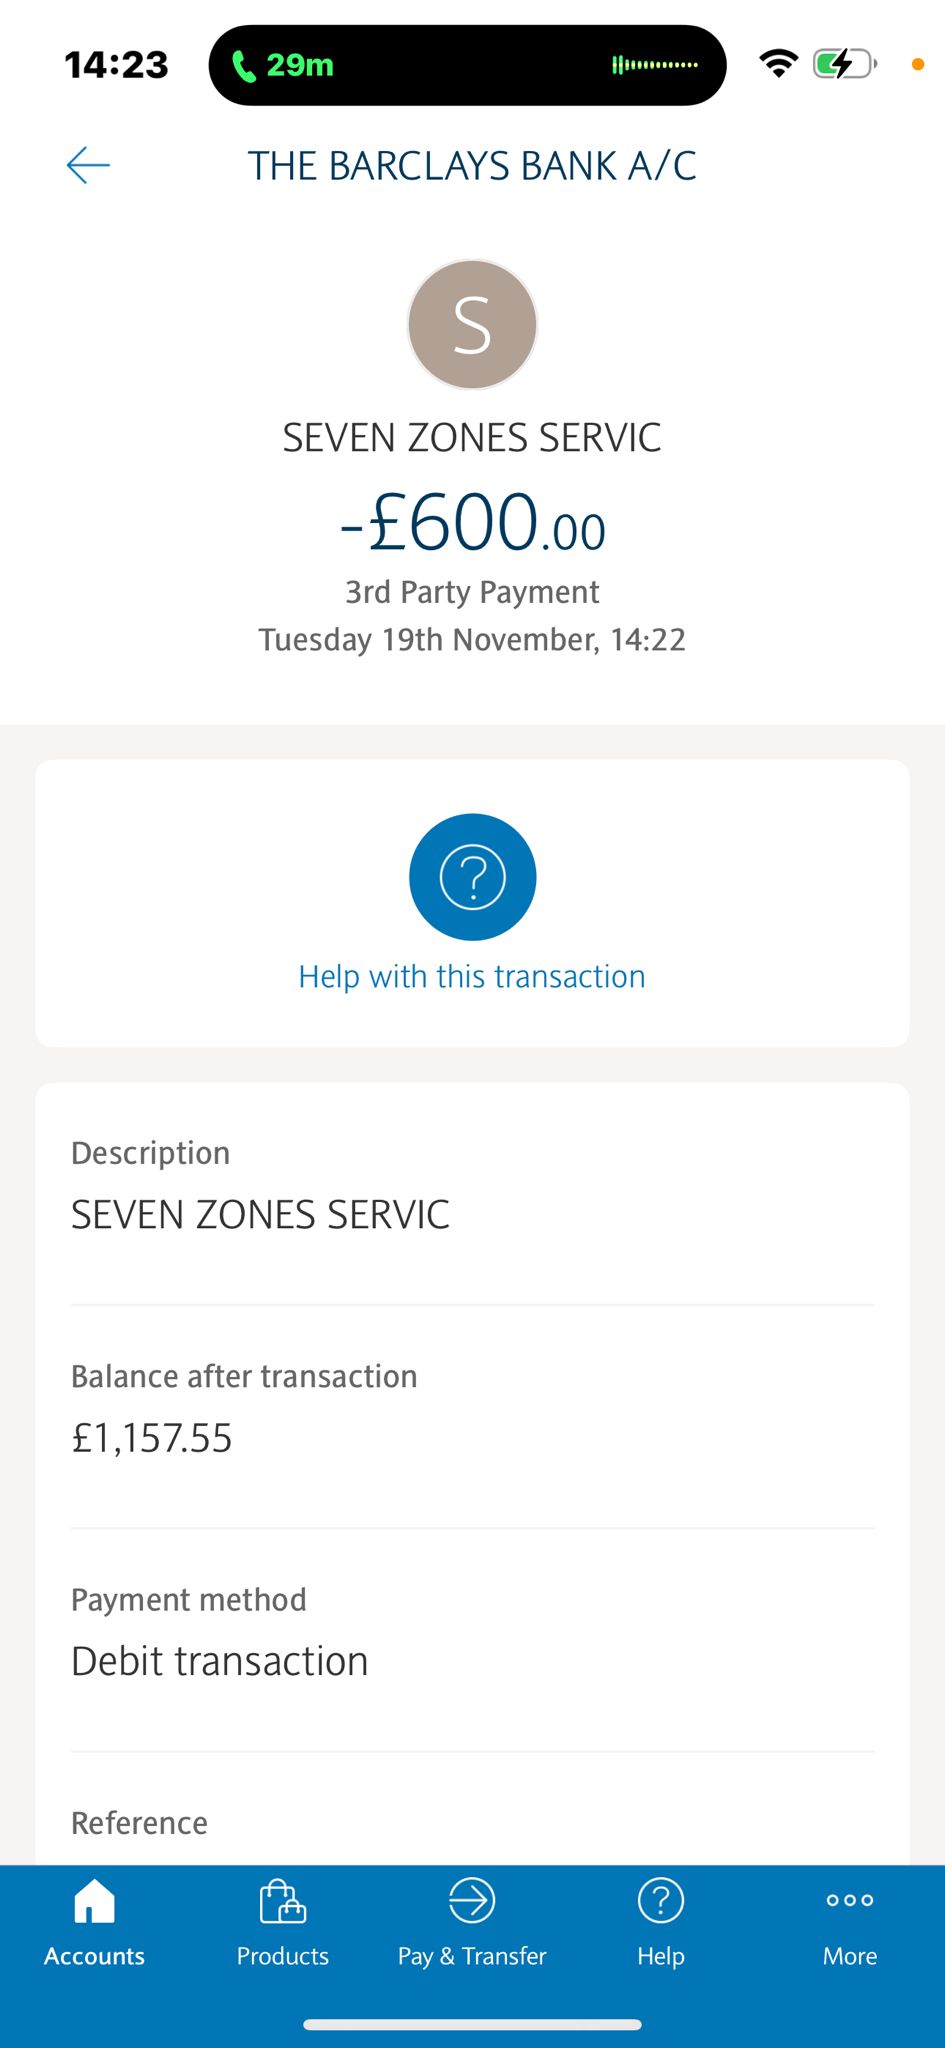 14:23
29m
THE BARCLAYS BANK A/C
S
SEVEN ZONES SERVIC
-£600.00
3rd Party Payment
Tuesday 19th November, 14:22
?
Help with this transaction
Description
SEVEN ZONES SERVIC
Balance after transaction
£1,157.55
Payment method
Debit transaction
Reference
Accounts
Products
Pay & Transfer
?
Help
More